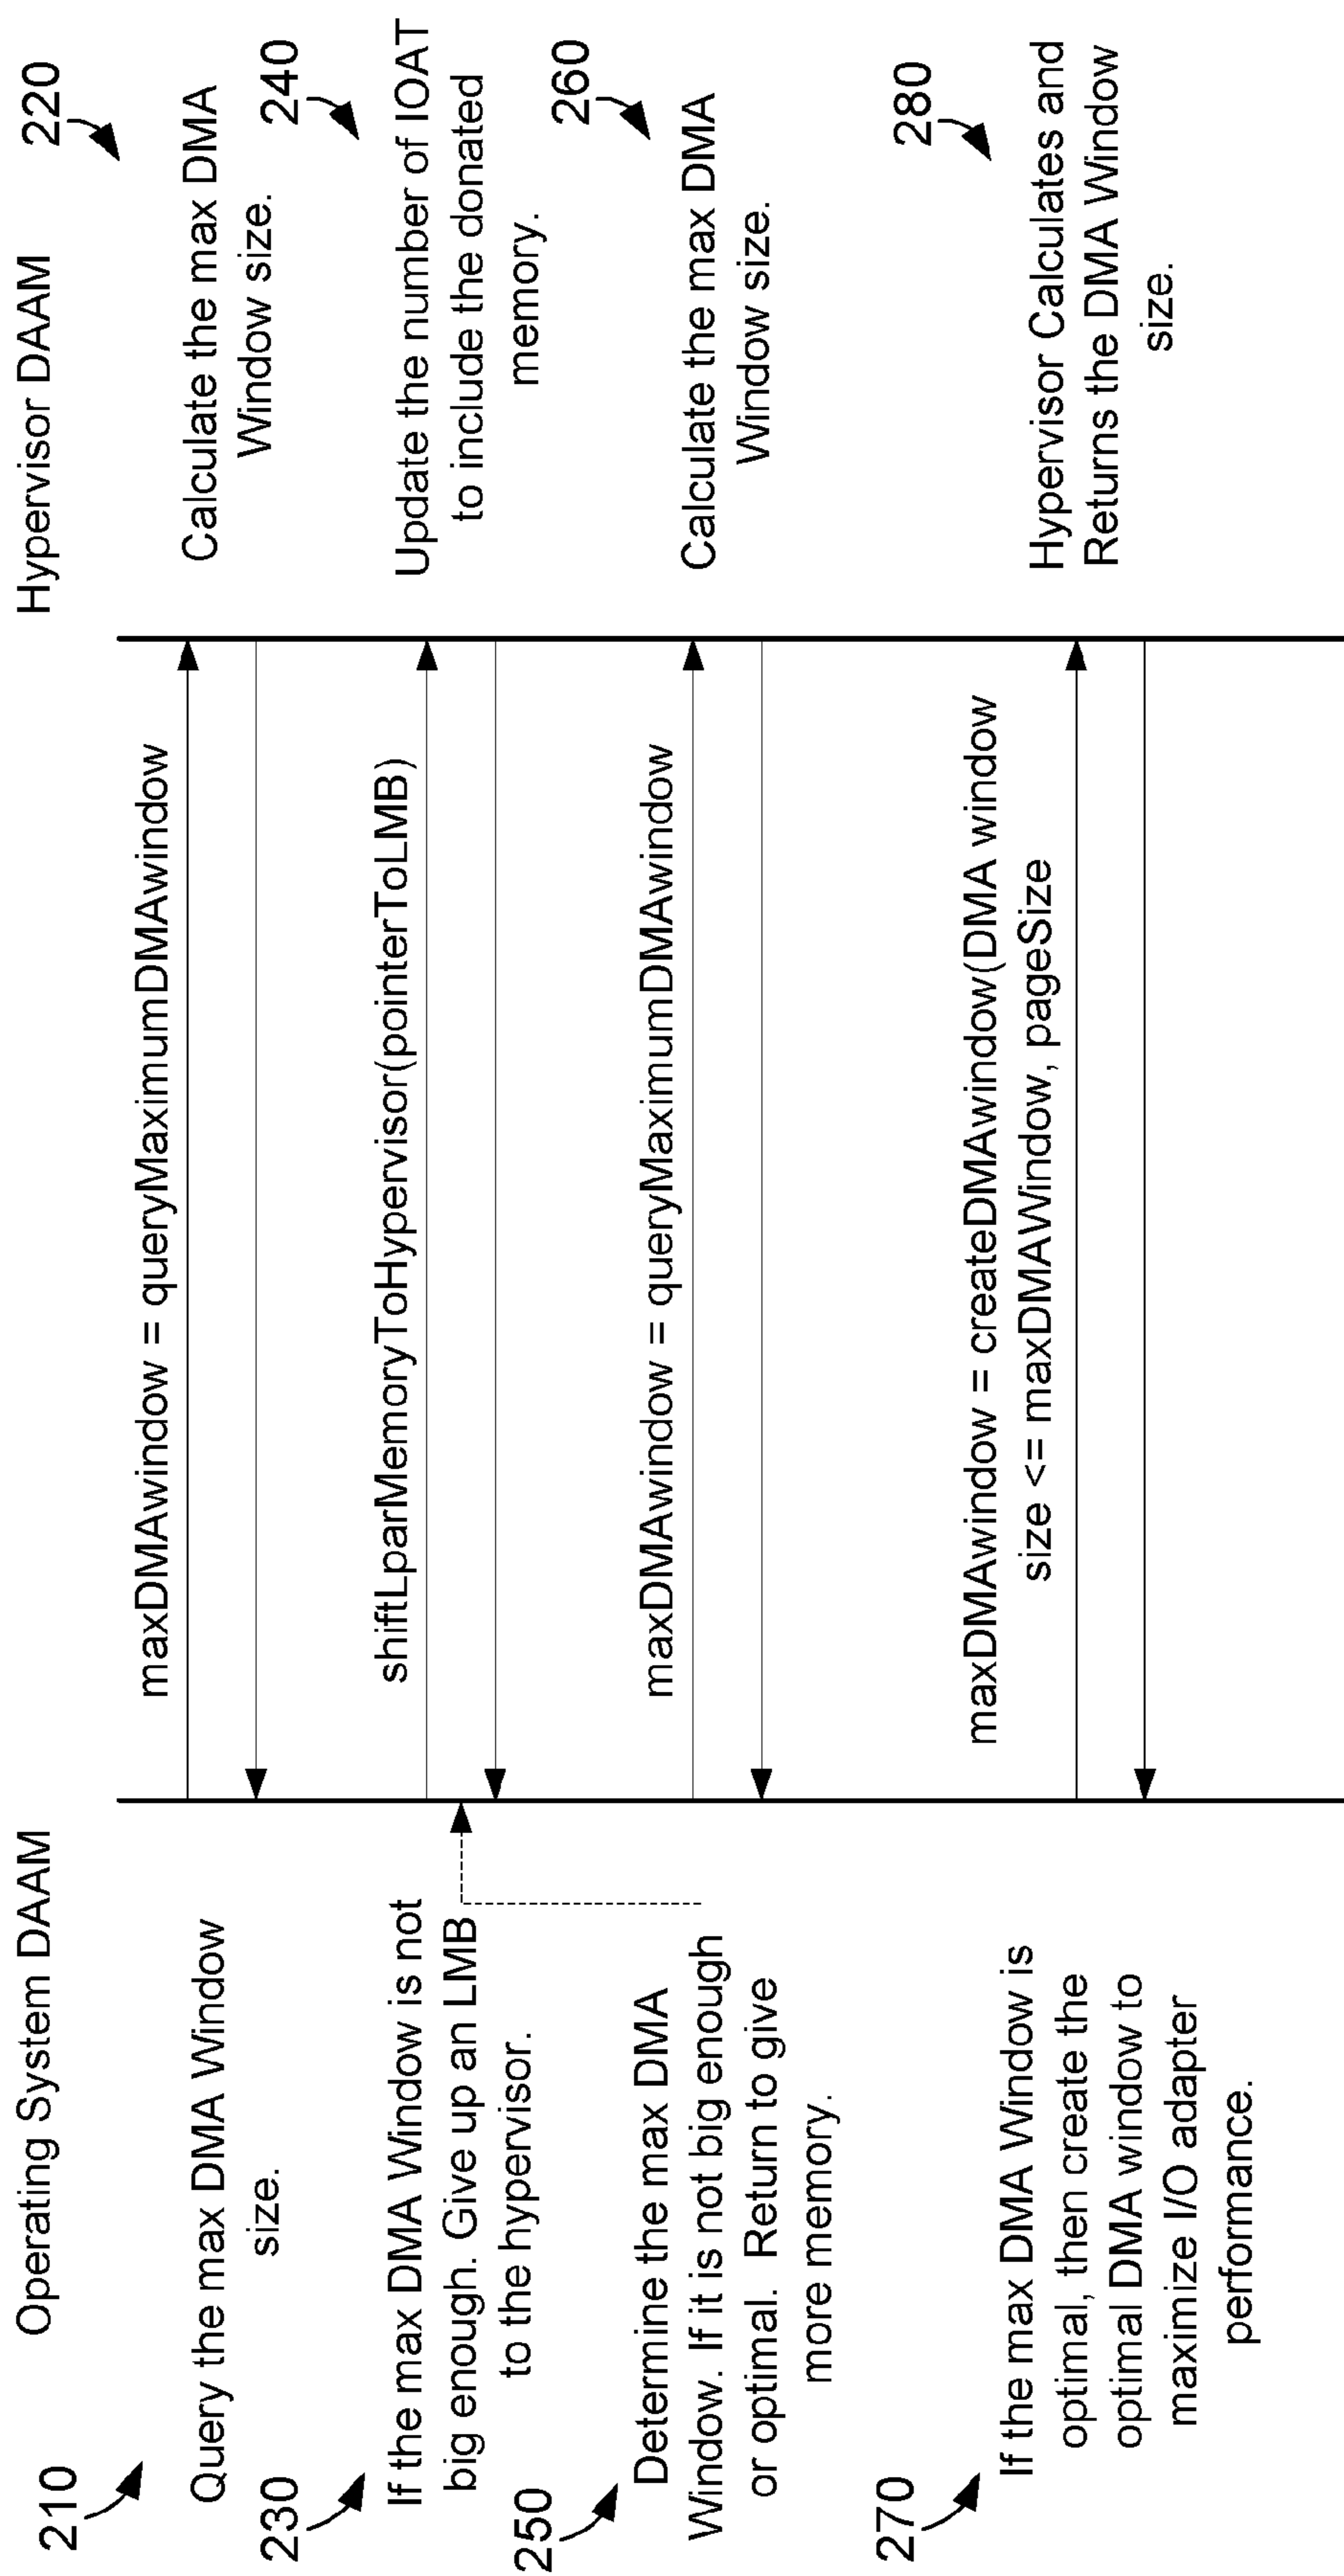 Operating System DAAM
Hypervisor DAAM
210
Query the max DMA Window
size.
maxDMAwindow = queryMaximumDMAwindow
220
Calculate the max DMA
Window size.
230
If the max DMA Window is not
big enough. Give up an LMB
to the hypervisor.
shiftLparMemoryToHypervisor(pointerToLMB)
240
Update the number of IOAT
to include the donated
memory.
250
Determine the max DMA
Window. If it is not big enough
or optimal. Return to give
more memory.
maxDMAwindow = queryMaximumDMAwindow
260
Calculate the max DMA
Window size.
270
If the max DMA Window is
optimal, then create the
optimal DMA window to
maximize I/O adapter
performance.
maxDMAwindow = createDMAwindow(DMA window
size <= maxDMAWindow, pageSize
280
Hypervisor Calculates and
Returns the DMA Window
size.